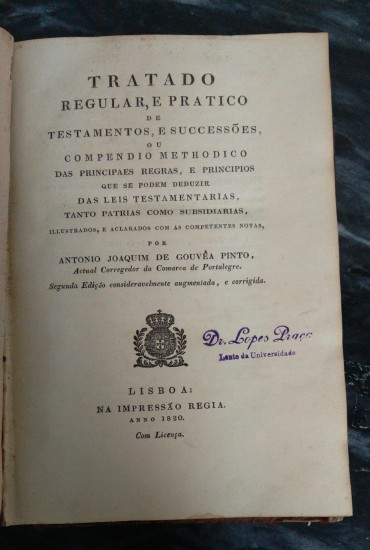 TRATADO
REGULAR, E PRATICO
DE
TESTAMENTOS, E SUCCESSÕES,
OU
COMPENDIO METHODICO
DAS PRINCIPAES REGRAS, E PRINCIPIOS
QUE SE PODEM DEDUZIR
DAS LEIS TESTAMENTARIAS,
TANTO PATRIAS COMO SUBSIDIARIAS,
ILLUSTRADOS, E ACLARADOS COM AS COMPETENTES NOTAS,
POR
ANTONIO JOAQUIM DE GOUVÊA PINTO,
Actual Corregedor da Comarca de Portalegre.
Segunda Edição consideravelmente augmentada, e corrigida.
Dr. Lopes Praça
Lente da Universidade
LISBOA:
NA IMPRESSÃO REGIA.
ANNO 1820.
Com Licença.